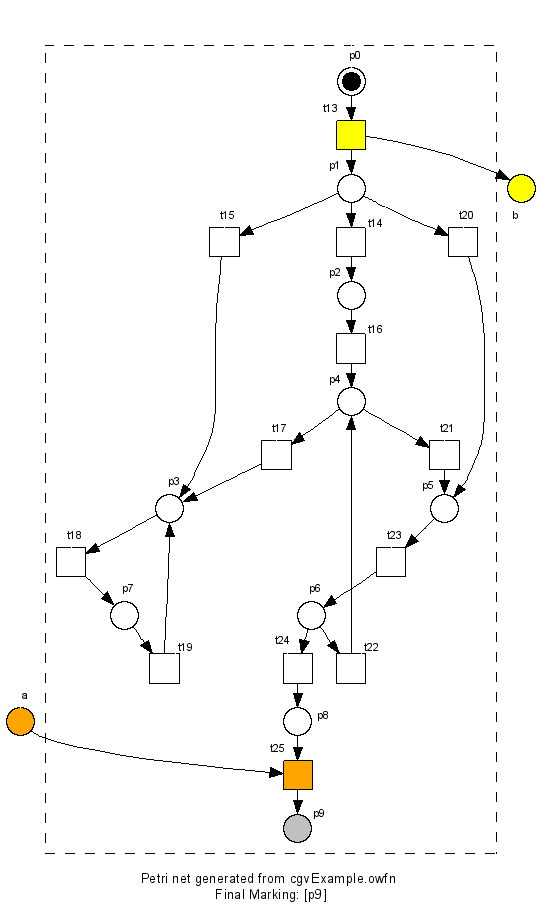 p0
t13
p1
b
t15
t14
t20
p2
t16
p4
t17
t21
p3
p5
t18
t23
p7
p6
t19
t24
t22
a
p8
t25
p9
Petri net generated from cgvExample.owfn
Final Marking: [p9]